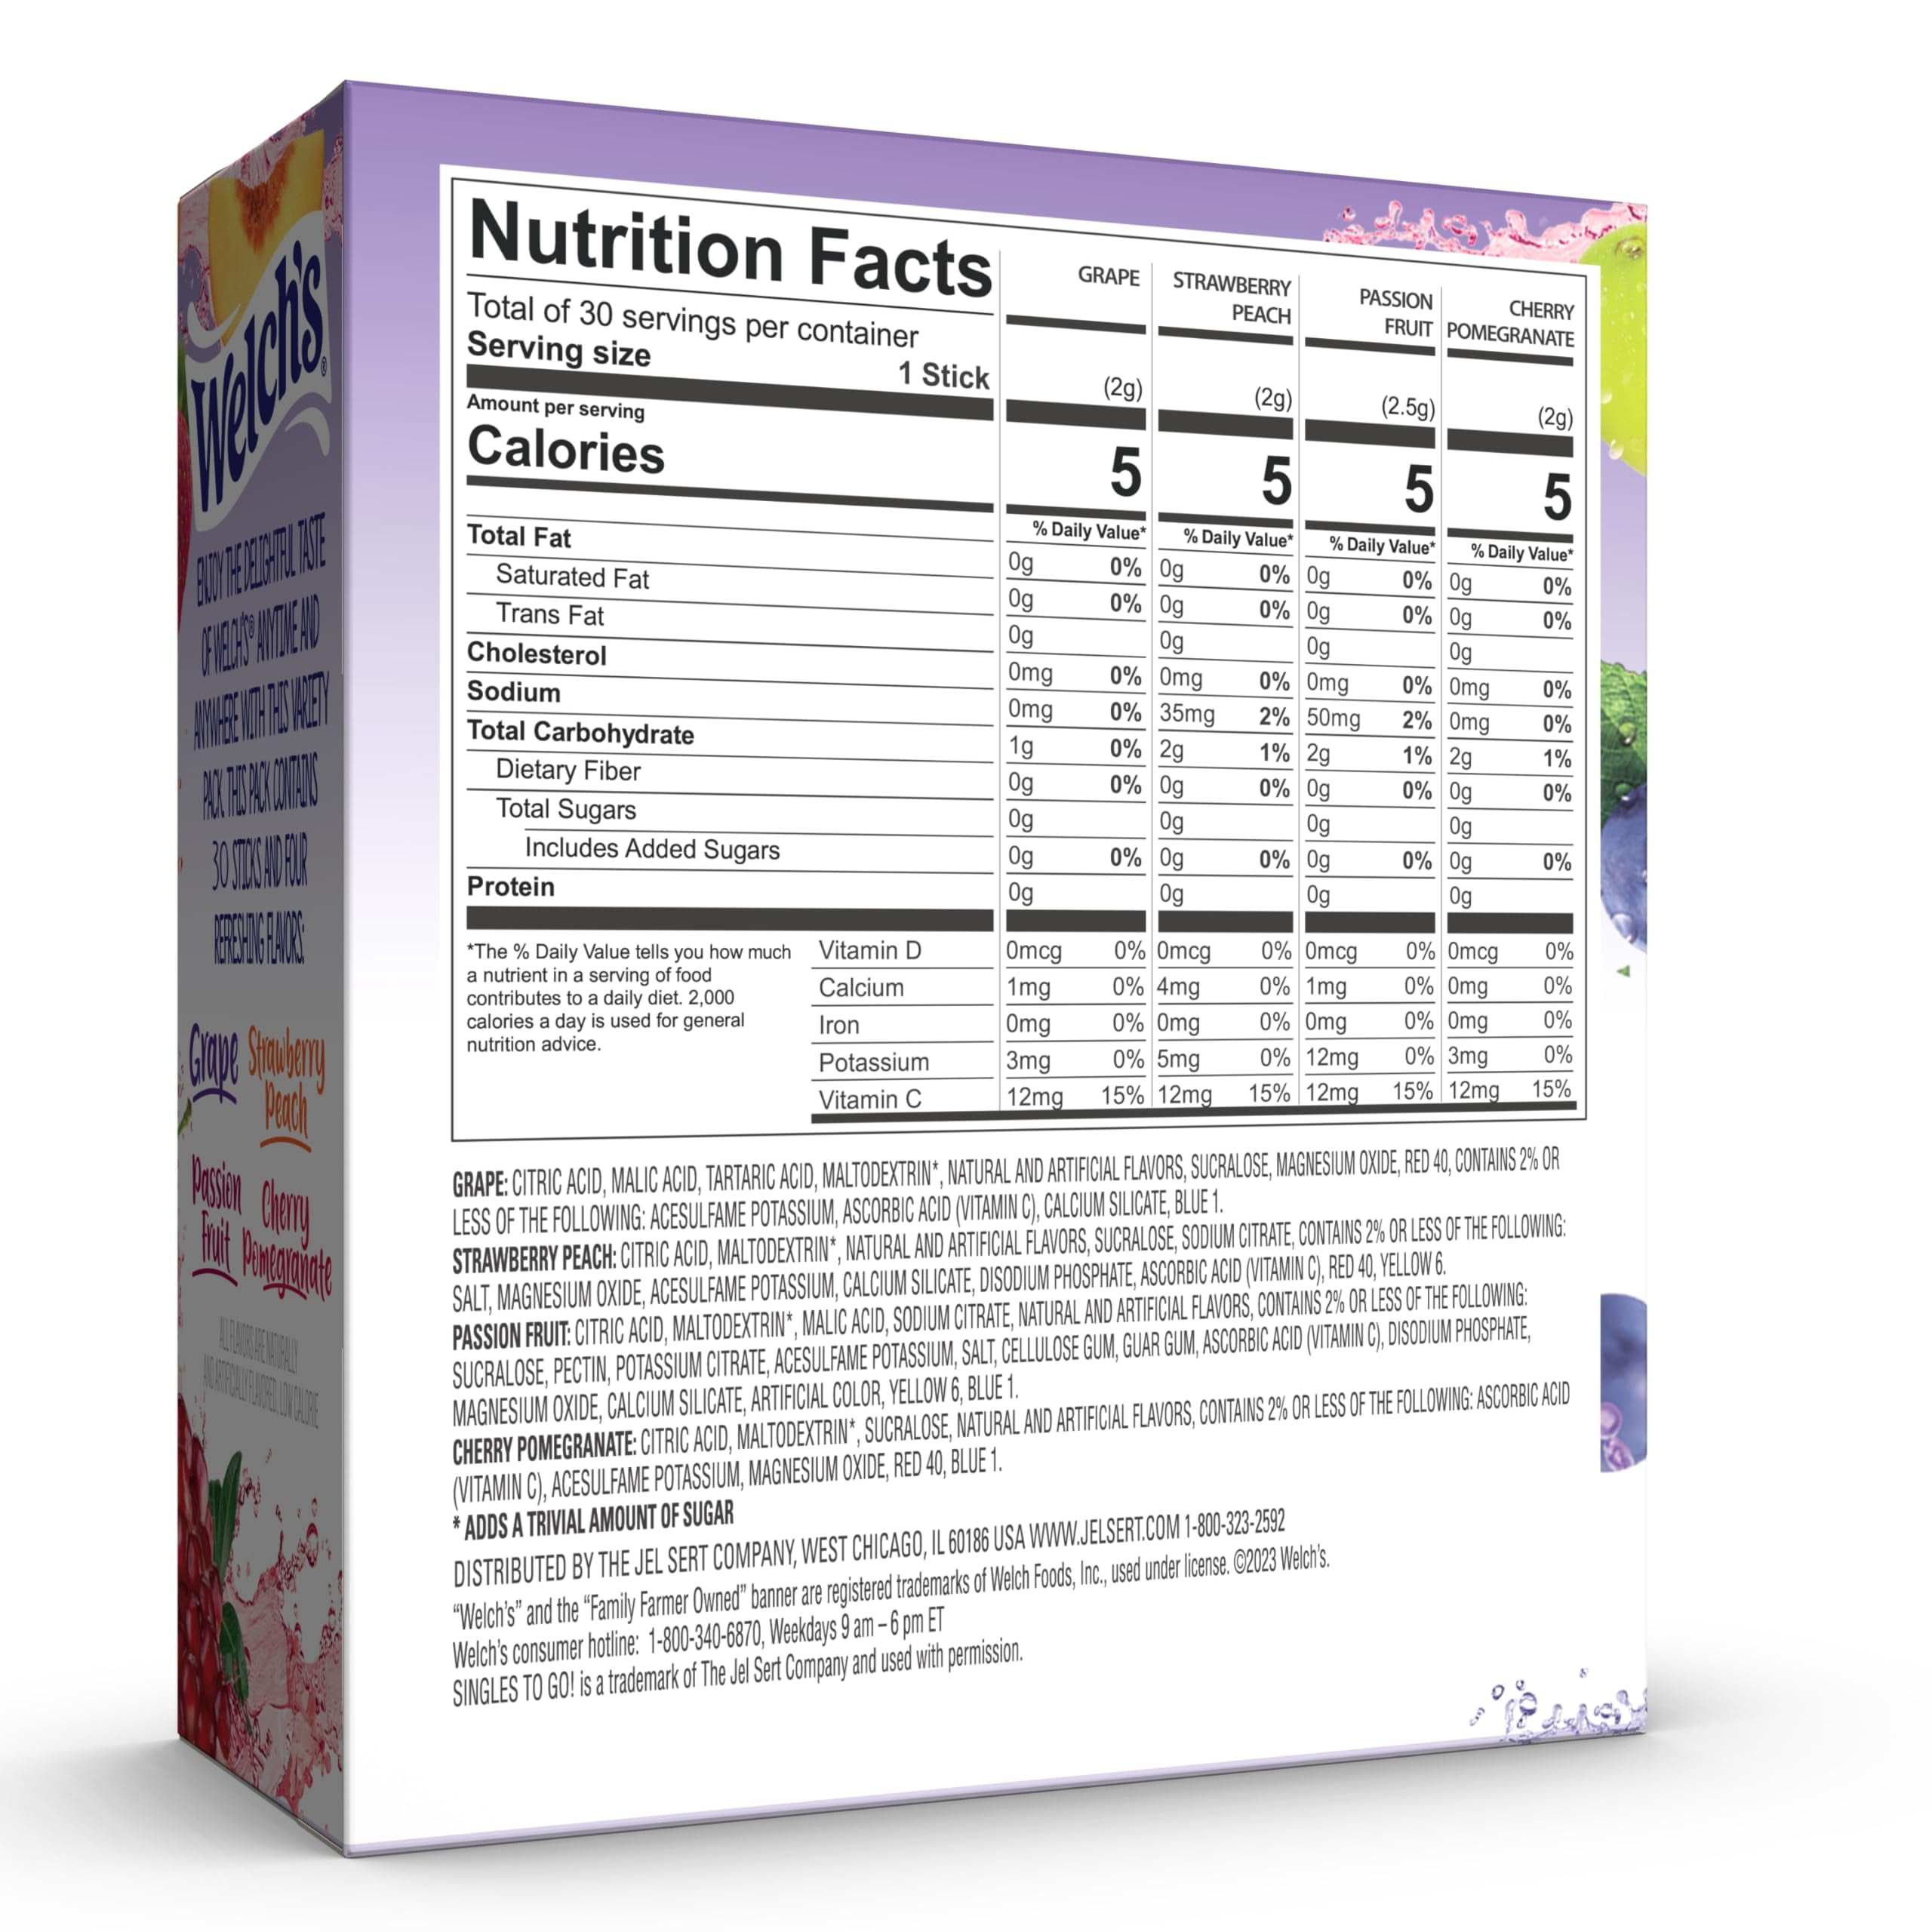 Welch's®
ENJOY THE DELIGHTFUL TASTE
OF WELCH'S® ANYTIME AND
ANYWHERE WITH THIS VARIETY
PACK. THIS PACK CONTAINS
30 STICKS AND FOUR
REFRESHING FLAVORS:
Grape Strawberry
Peach
Passion Cherry
Fruit Pomegranate
ALL FLAVORS ARE NATURALLY
AND ARTIFICIALLY FLAVORED. LOW CALORIE
Nutrition Facts GRAPE STRAWBERRY PEACH PASSION FRUIT CHERRY POMEGRANATE
Total of 30 servings per container
Serving size 1 Stick (2g) (2g) (2.5g) (2g)
Amount per serving
Calories 5 5 5 5
% Daily Value* % Daily Value* % Daily Value* % Daily Value*
Total Fat 0g 0% 0g 0% 0g 0% 0g 0%
Saturated Fat 0g 0% 0g 0% 0g 0% 0g 0%
Trans Fat 0g 0g 0g 0g
Cholesterol 0mg 0% 0mg 0% 0mg 0% 0mg 0%
Sodium 0mg 0% 35mg 2% 50mg 2% 0mg 0%
Total Carbohydrate 1g 0% 2g 1% 2g 1% 2g 1%
Dietary Fiber 0g 0% 0g 0% 0g 0% 0g 0%
Total Sugars 0g 0g 0g 0g
Includes Added Sugars 0g 0% 0g 0% 0g 0% 0g 0%
Protein 0g 0g 0g 0g
*The % Daily Value tells you how much
a nutrient in a serving of food
contributes to a daily diet. 2,000
calories a day is used for general
nutrition advice.
Vitamin D 0mcg 0% 0mcg 0% 0mcg 0% 0mcg 0%
Calcium 1mg 0% 4mg 0% 1mg 0% 0mg 0%
Iron 0mg 0% 0mg 0% 0mg 0% 0mg 0%
Potassium 3mg 0% 5mg 0% 12mg 0% 3mg 0%
Vitamin C 12mg 15% 12mg 15% 12mg 15% 12mg 15%
GRAPE: CITRIC ACID, MALIC ACID, TARTARIC ACID, MALTODEXTRIN*, NATURAL AND ARTIFICIAL FLAVORS, SUCRALOSE, MAGNESIUM OXIDE, RED 40, CONTAINS 2% OR
LESS OF THE FOLLOWING: ACESULFAME POTASSIUM, ASCORBIC ACID (VITAMIN C), CALCIUM SILICATE, BLUE 1.
STRAWBERRY PEACH: CITRIC ACID, MALTODEXTRIN*, NATURAL AND ARTIFICIAL FLAVORS, SUCRALOSE, SODIUM CITRATE, CONTAINS 2% OR LESS OF THE FOLLOWING:
SALT, MAGNESIUM OXIDE, ACESULFAME POTASSIUM, CALCIUM SILICATE, DISODIUM PHOSPHATE, ASCORBIC ACID (VITAMIN C), RED 40, YELLOW 6.
PASSION FRUIT: CITRIC ACID, MALTODEXTRIN*, MALIC ACID, SODIUM CITRATE, NATURAL AND ARTIFICIAL FLAVORS, CONTAINS 2% OR LESS OF THE FOLLOWING:
SUCRALOSE, PECTIN, POTASSIUM CITRATE, ACESULFAME POTASSIUM, SALT, CELLULOSE GUM, GUAR GUM, ASCORBIC ACID (VITAMIN C), DISODIUM PHOSPHATE,
MAGNESIUM OXIDE, CALCIUM SILICATE, ARTIFICIAL COLOR, YELLOW 6, BLUE 1.
CHERRY POMEGRANATE: CITRIC ACID, MALTODEXTRIN*, SUCRALOSE, NATURAL AND ARTIFICIAL FLAVORS, CONTAINS 2% OR LESS OF THE FOLLOWING: ASCORBIC ACID
(VITAMIN C), ACESULFAME POTASSIUM, MAGNESIUM OXIDE, RED 40, BLUE 1.
* ADDS A TRIVIAL AMOUNT OF SUGAR
DISTRIBUTED BY THE JEL SERT COMPANY, WEST CHICAGO, IL 60186 USA WWW.JELSERT.COM 1-800-323-2592
“Welch's” and the “Family Farmer Owned” banner are registered trademarks of Welch Foods, Inc., used under license. ©2023 Welch's.
Welch's consumer hotline: 1-800-340-6870, Weekdays 9 am – 6 pm ET
SINGLES TO GO! is a trademark of The Jel Sert Company and used with permission.